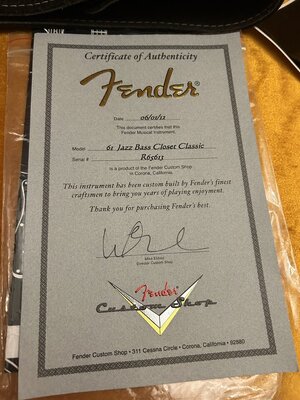 Certificate of Authenticity
Fender®
Date 06/01/12
This document certifies that this
Fender Musical Instrument,
Model 61 Jazz Bass Closet Classic
Serial # R65615
is a product of the Fender Custom Shop
in Corona, California.
This instrument has been custom built by Fender's finest
craftsmen to bring you years of playing enjoyment.
Thank you for purchasing Fender's best.
Mike Eldred
Director Custom Shop
Fender
Custom Shop
Fender Custom Shop • 311 Cessna Circle • Corona, California • 92880